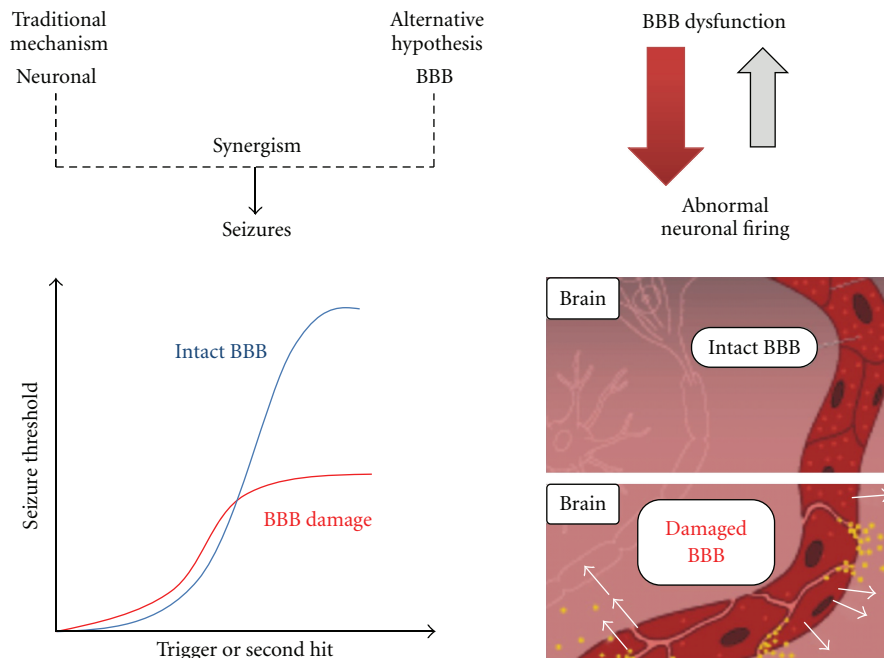 Traditional
mechanism
Neuronal
Alternative
hypothesis
BBB
Synergism
Seizures
BBB dysfunction
Abnormal
neuronal firing
Seizure threshold
Intact BBB
BBB damage
Trigger or second hit
Brain
Intact BBB
Brain
Damaged
BBB